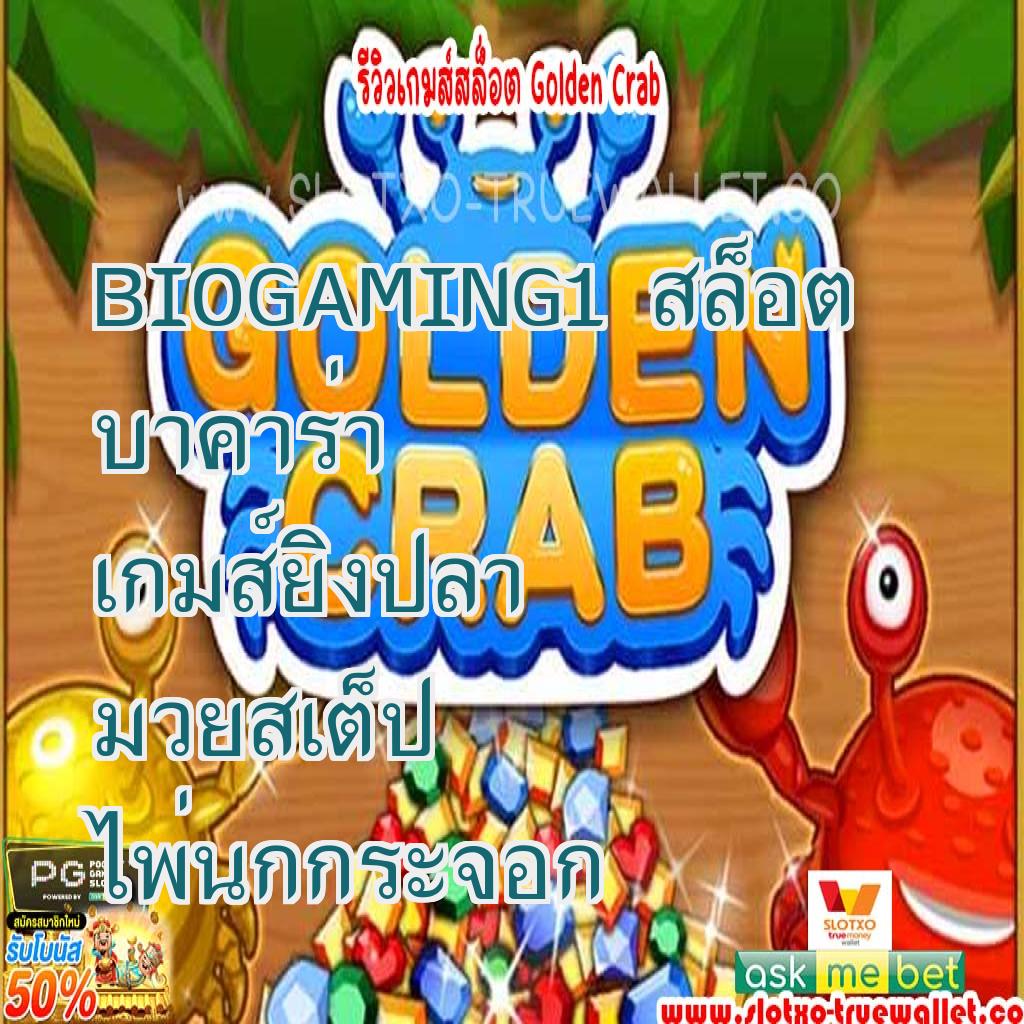 รีวิวเกมส์สล็อต Golden Crab
WWW.SLOTXO-TRUEWALLET.CO
GOLDEN
CRAB
BIOGAMING1 สล็อต
บาคาร่า
เกมส์ยิงปลา
มวยสเต็ป
ไพ่นกกระจอก
PG
POWERED BY
สมัครสมาชิกใหม่
รับโบนัส
50%
SLOTXO
truemoney
wallet
ask me bet
www.slotxo-truewallet.co